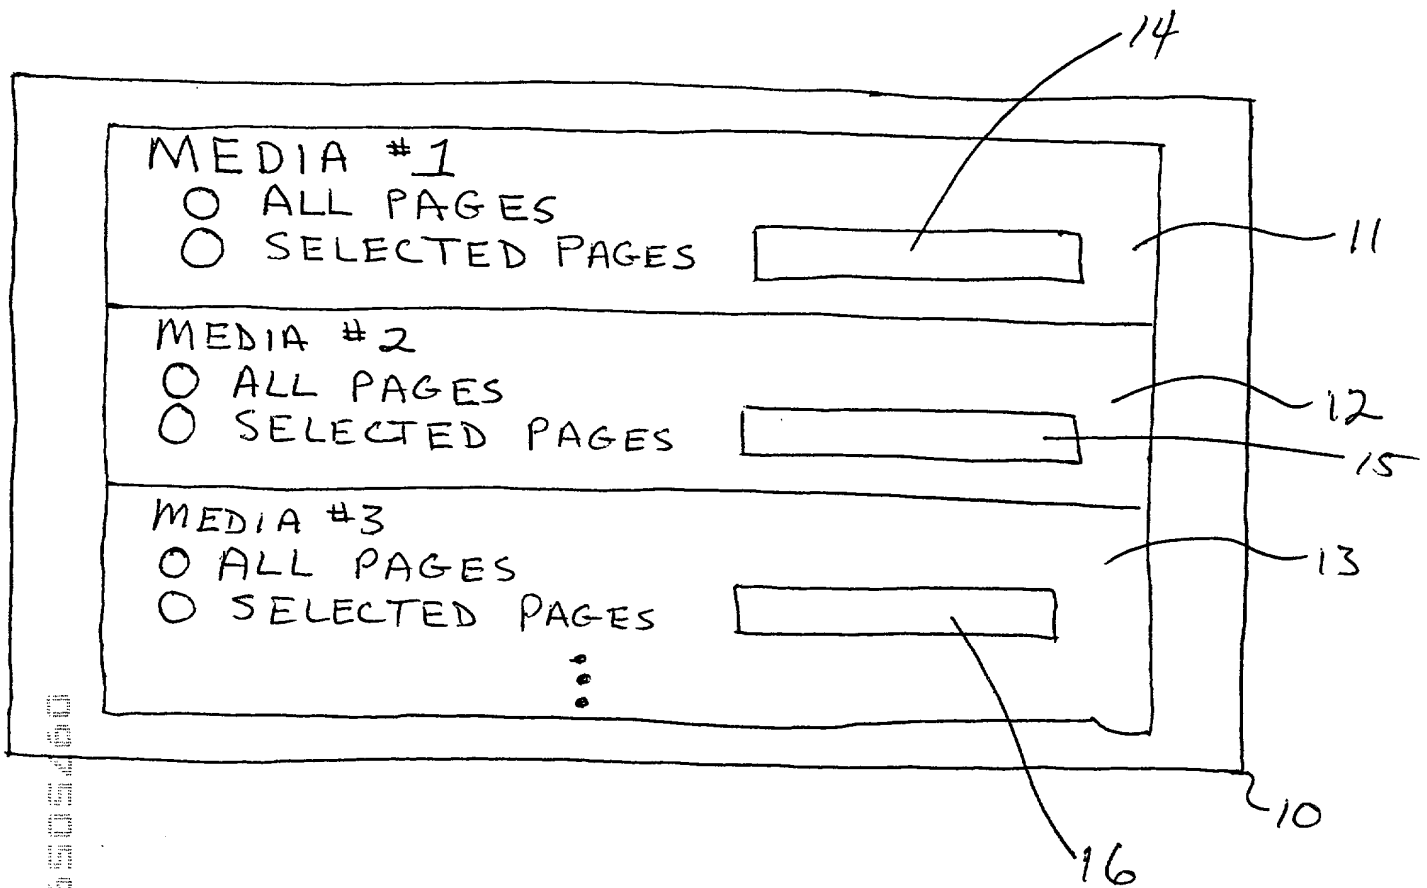 14
MEDIA #1
ALL PAGES
SELECTED PAGES
11
MEDIA #2
ALL PAGES
SELECTED PAGES
12
15
MEDIA #3
ALL PAGES
SELECTED PAGES
13
10
16